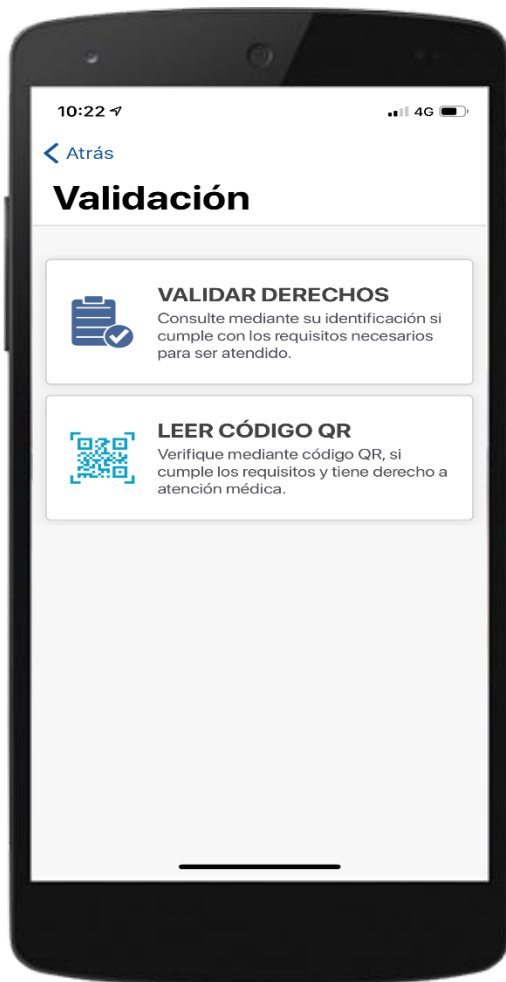 10:22
4G
Atrás
Validación
VALIDAR DERECHOS
Consulte mediante su identificación si
cumple con los requisitos necesarios
para ser atendido.
LEER CÓDIGO QR
Verifique mediante código QR, si
cumple los requisitos y tiene derecho a
atención médica.